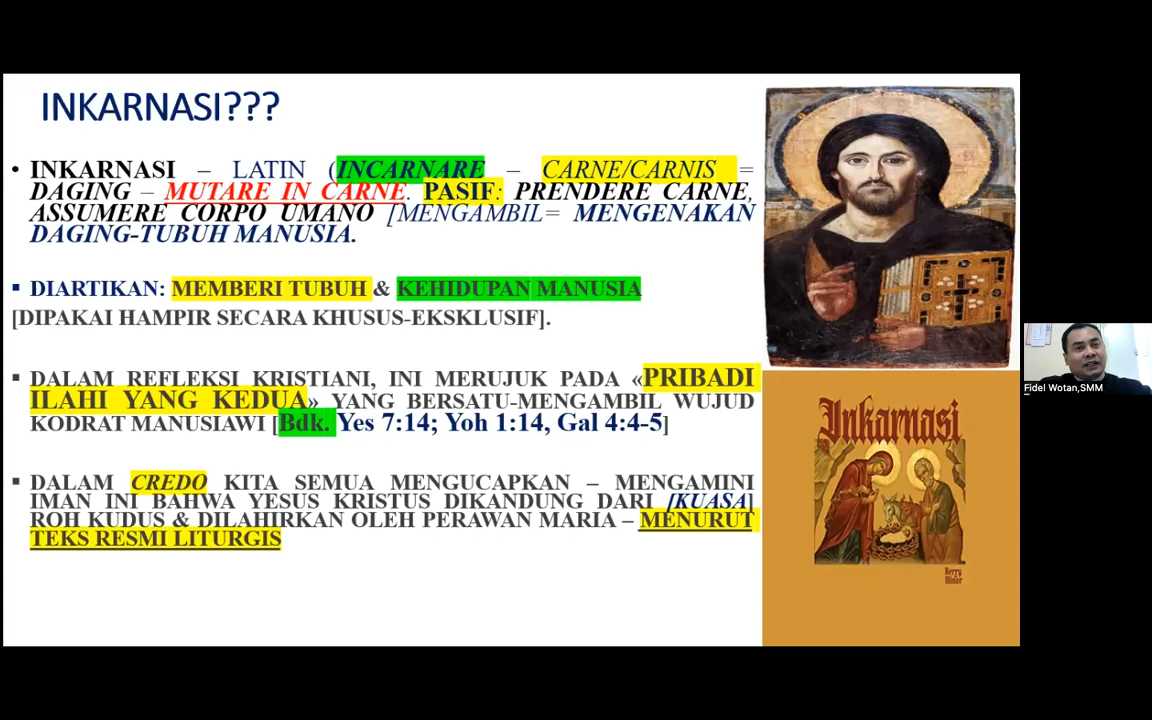 INKARNASI???
• INKARNASI – LATIN (INCARNARE – CARNE/CARNIS =
DAGING – MUTARE IN CARNE. PASIF: PRENDERE CARNE,
ASSUMERE CORPO UMANO [MENGAMBIL= MENGENAKAN
DAGING-TUBUH MANUSIA.
▪ DIARTIKAN: MEMBERI TUBUH & KEHIDUPAN MANUSIA
[DIPAKAI HAMPIR SECARA KHUSUS-EKSKLUSIF].
▪ DALAM REFLEKSI KRISTIANI, INI MERUJUK PADA «PRIBADI
ILAHI YANG KEDUA» YANG BERSATU-MENGAMBIL WUJUD
KODRAT MANUSIAWI [Bdk. Yes 7:14; Yoh 1:14, Gal 4:4-5]
▪ DALAM CREDO KITA SEMUA MENGUCAPKAN – MENGAMINI
IMAN INI BAHWA YESUS KRISTUS DIKANDUNG DARI [KUASA]
ROH KUDUS & DILAHIRKAN OLEH PERAWAN MARIA – MENURUT
TEKS RESMI LITURGIS
Inkarnasi
Fidel Wotan,SMM